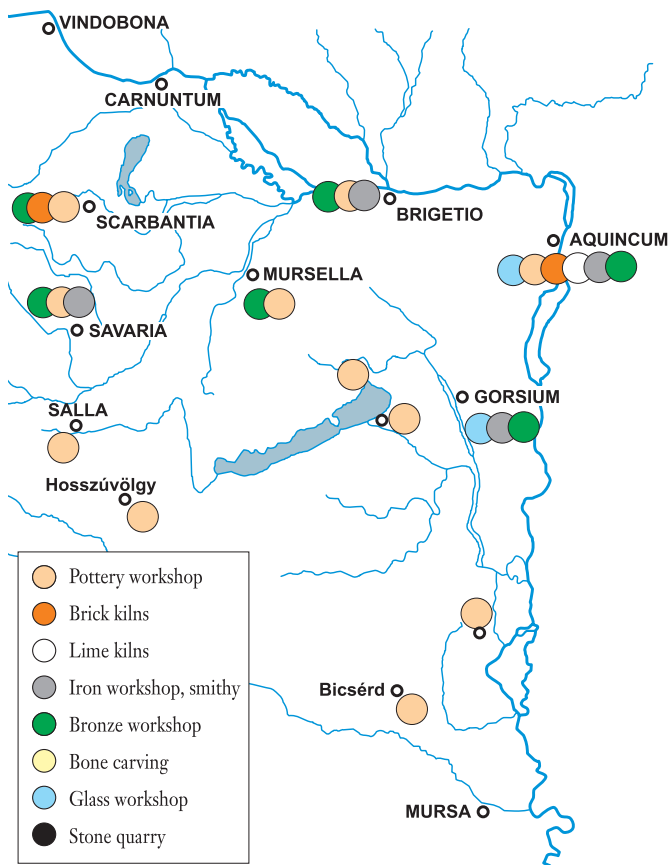 VINDOBONA
CARNUNTUM
SCARBANTIA
BRIGETIO
AQUINCUM
MURSELLA
SAVARIA
GORSIUM
SALLA
Hosszúvölgy
Pottery workshop
Brick kilns
Lime kilns
Iron workshop, smithy
Bronze workshop
Bone carving
Glass workshop
Stone quarry
Bicsérd
MURSA